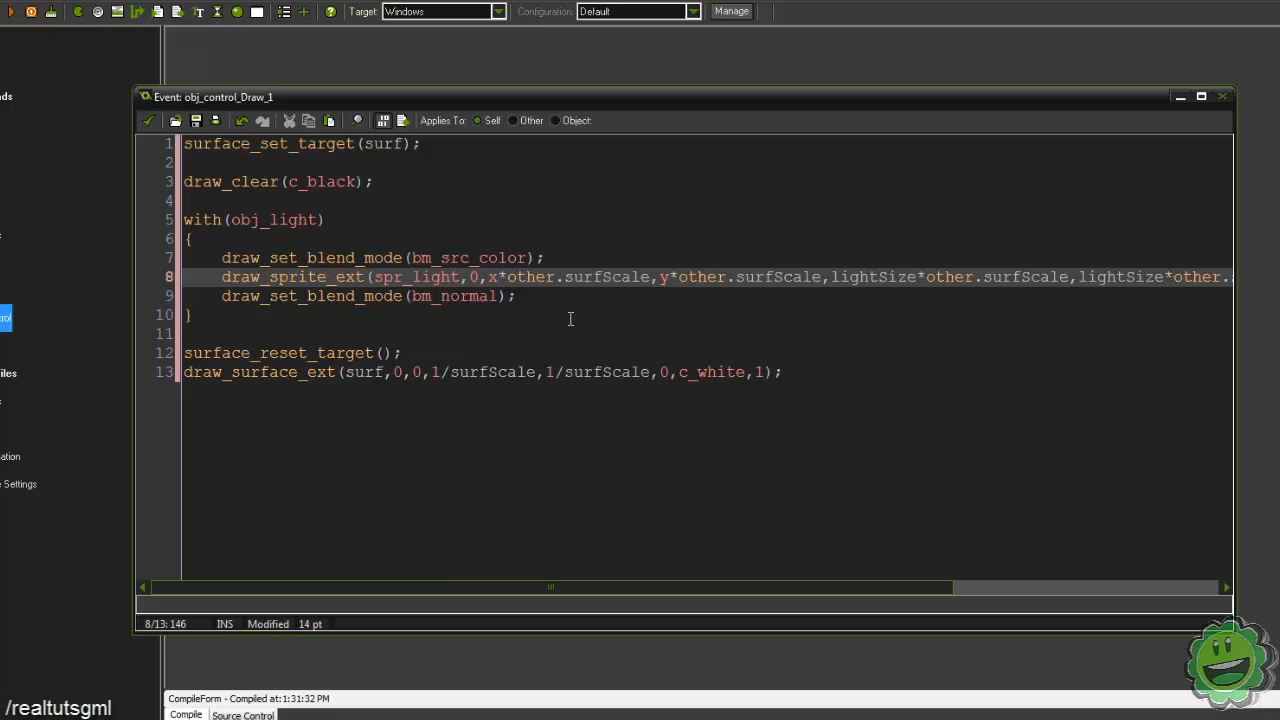 Target: Windows Configuration: Default Manage
nds
Event: obj_control_Draw_1
Applies To: Self Other Object:
1 surface_set_target(surf);
2
3 draw_clear(c_black);
4
5 with(obj_light)
6 {
7 draw_set_blend_mode(bm_src_color);
8 draw_sprite_ext(spr_light,0,x*other.surfScale,y*other.surfScale,lightSize*other.surfScale,lightSize*other.
9 draw_set_blend_mode(bm_normal);
10 }
11
12 surface_reset_target();
13 draw_surface_ext(surf,0,0,1/surfScale,1/surfScale,0,c_white,1);
rol
iles
ation
e Settings
8/13: 146 INS Modified 14 pt
CompileForm - Compiled at: 1:31:32 PM
Compile Source Control
/realtutsgml